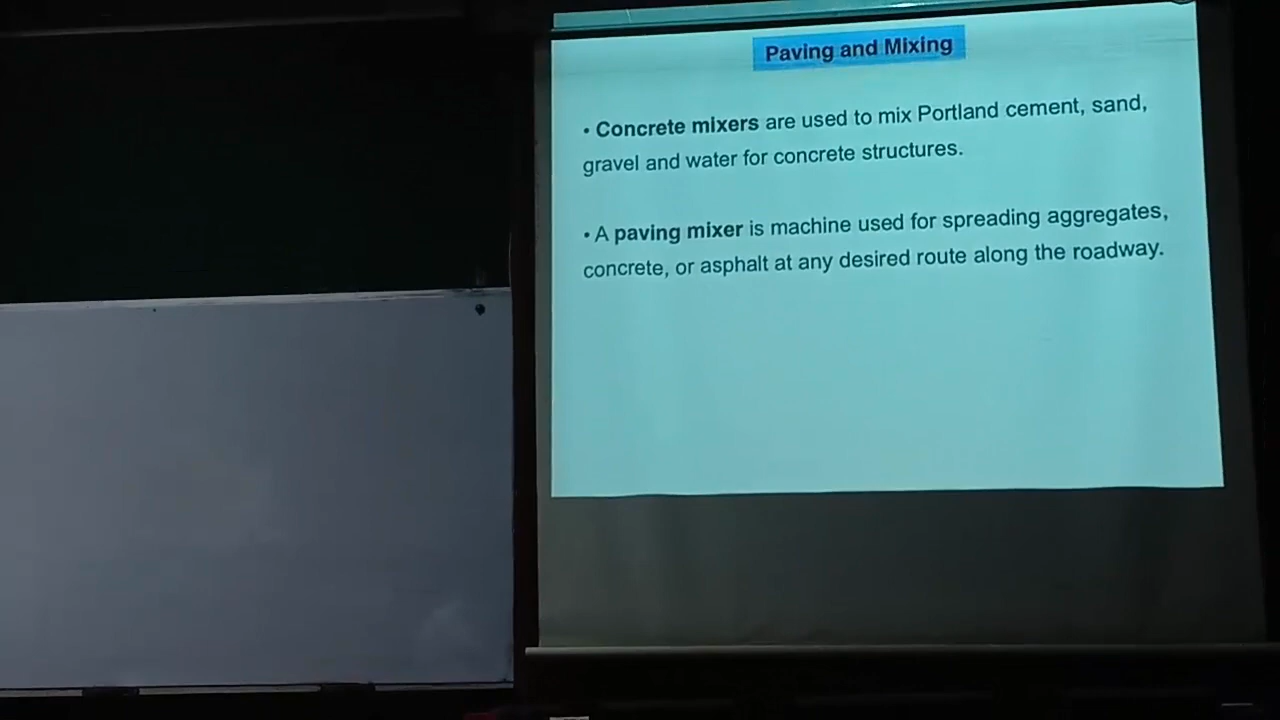 Paving and Mixing
• Concrete mixers are used to mix Portland cement, sand,
gravel and water for concrete structures.
• A paving mixer is machine used for spreading aggregates,
concrete, or asphalt at any desired route along the roadway.